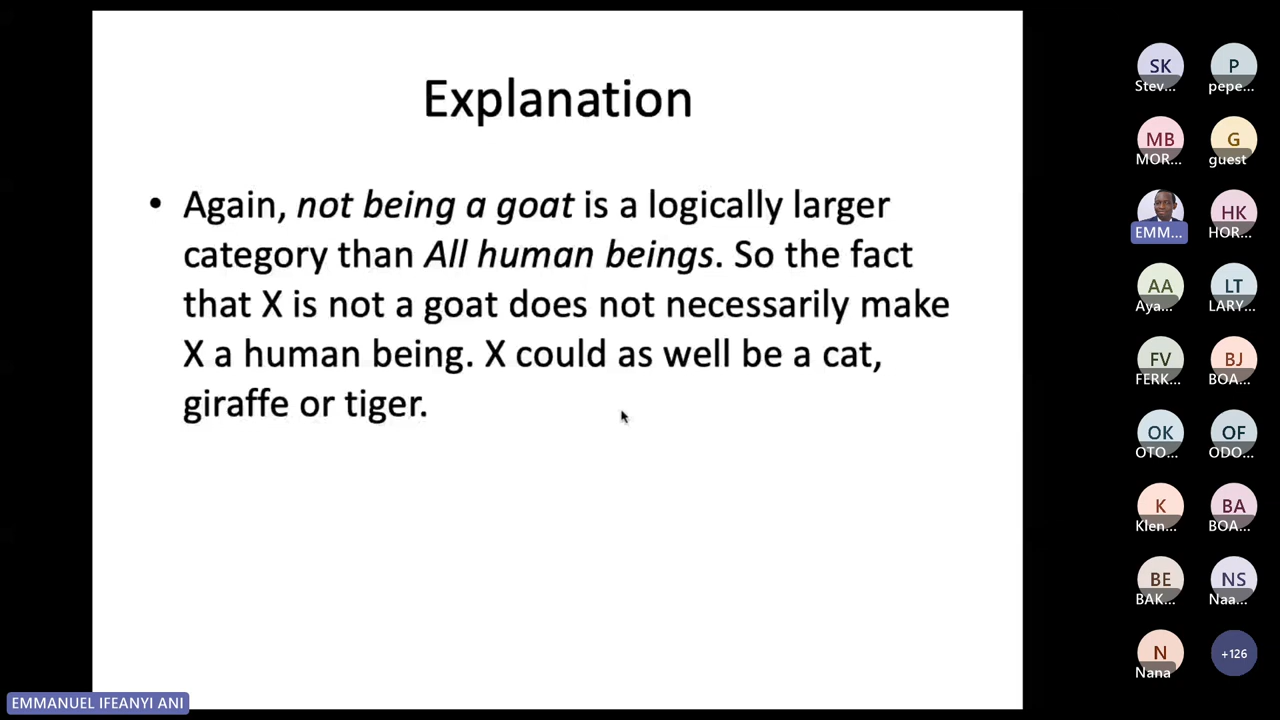 Explanation
• Again, not being a goat is a logically larger
category than All human beings. So the fact
that X is not a goat does not necessarily make
X a human being. X could as well be a cat,
giraffe or tiger.
SK
Stev...
P
pepe...
MB
MOR...
G
guest
EMM...
HK
HOR...
AA
Aya...
LT
LARY...
FV
FERK...
BJ
BOA...
OK
OTO...
OF
ODO...
K
Klen...
BA
BOA...
BE
BAK...
NS
Naa...
N
Nana
+126
EMMANUEL IFEANYI ANI